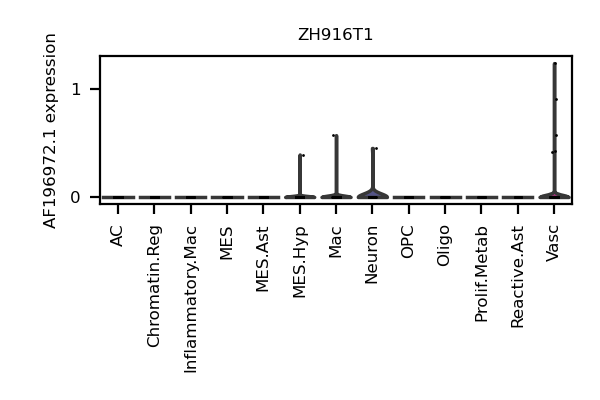 ZH916T1
AF196972.1 expression
1
0
AC
Chromatin.Reg
Inflammatory.Mac
MES
MES.Ast
MES.Hyp
Mac
Neuron
OPC
Oligo
Prolif.Metab
Reactive.Ast
Vasc